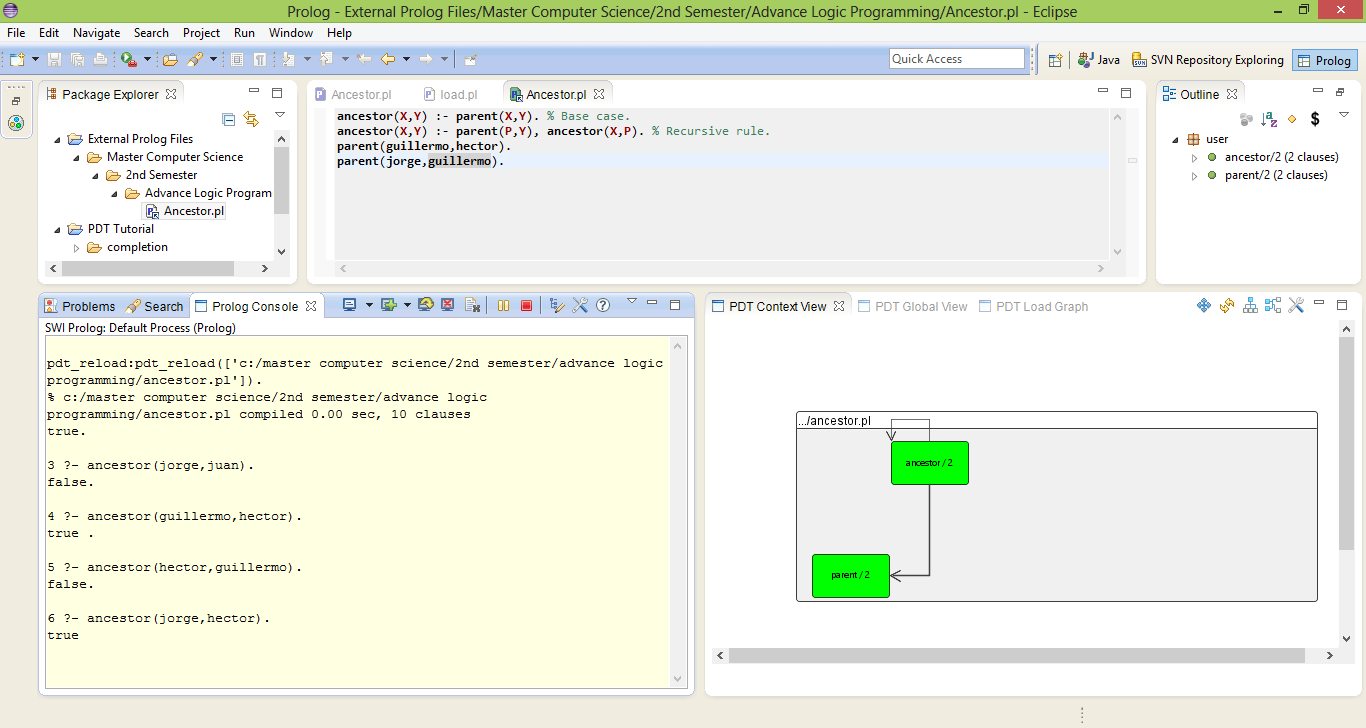 Prolog - External Prolog Files/Master Computer Science/2nd Semester/Advance Logic Programming/Ancestor.pl - Eclipse
File Edit Navigate Search Project Run Window Help
Quick Access
Java
SVN Repository Exploring
Prolog
Package Explorer
External Prolog Files
Master Computer Science
2nd Semester
Advance Logic Program
Ancestor.pl
PDT Tutorial
completion
Ancestor.pl
load.pl
Ancestor.pl
ancestor(X,Y) :- parent(X,Y). % Base case.
ancestor(X,Y) :- parent(P,Y), ancestor(X,P). % Recursive rule.
parent(guillermo,hector).
parent(jorge,guillermo).
Outline
user
ancestor/2 (2 clauses)
parent/2 (2 clauses)
Problems
Search
Prolog Console
SWI Prolog: Default Process (Prolog)
pdt_reload:pdt_reload(['c:/master computer science/2nd semester/advance logic
programming/ancestor.pl']).
% c:/master computer science/2nd semester/advance logic
programming/ancestor.pl compiled 0.00 sec, 10 clauses
true.
3 ?- ancestor(jorge,juan).
false.
4 ?- ancestor(guillermo,hector).
true .
5 ?- ancestor(hector,guillermo).
false.
6 ?- ancestor(jorge,hector).
true
PDT Context View
PDT Global View
PDT Load Graph
.../ancestor.pl
ancestor / 2
parent / 2